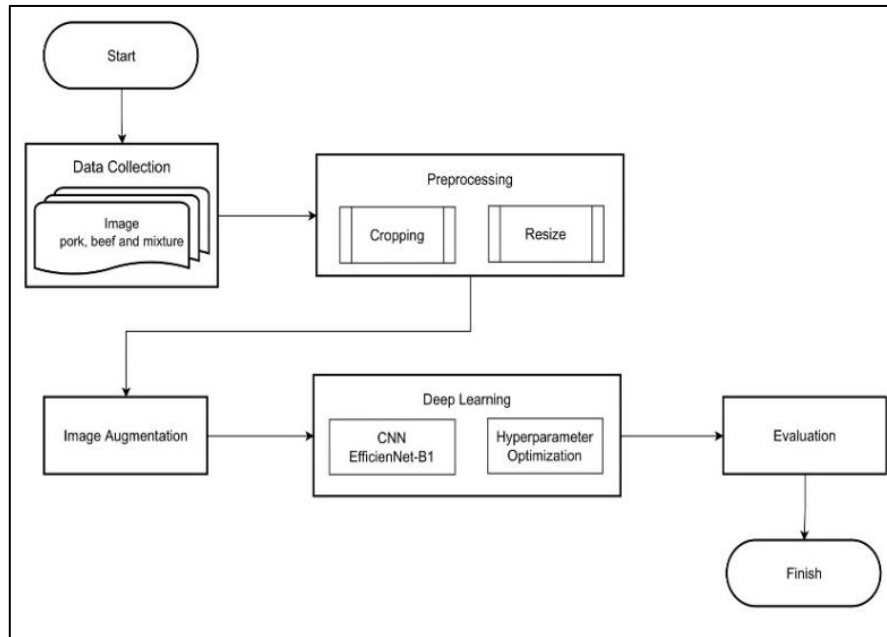 Start
Data Collection
Image
pork, beef and mixture
Preprocessing
Cropping
Resize
Image Augmentation
Deep Learning
CNN
EfficienNet-B1
Hyperparameter
Optimization
Evaluation
Finish